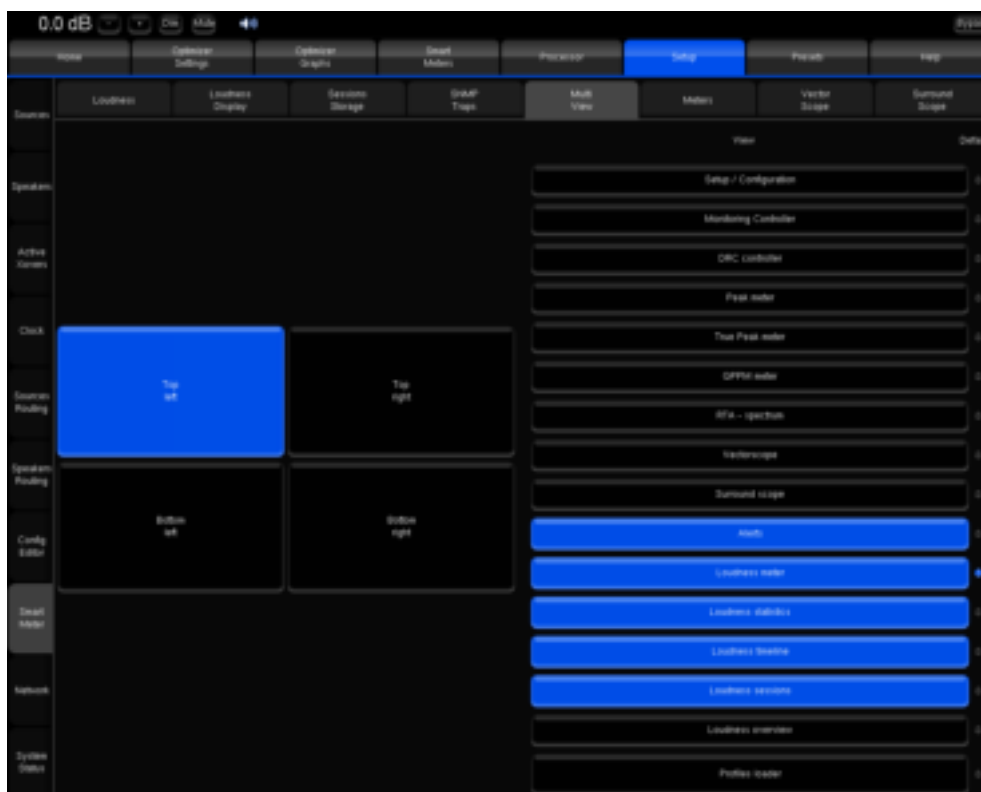 0.0 dB - + Dim Mute
Home
Optimizer
Settings
Optimizer
Graphs
Smart
Meters
Processor
Setup
Presets
Help
Loudness
Loudness
Display
Sessions
Storage
SNMP
Traps
Multi
View
Meters
Vector
Scope
Surround
Scope
Sources
Speakers
Active
Clock
Sources
Routing
Speakers
Routing
Config
Editor
Smart
Meter
Network
System
Status
Top
left
Top
right
Bottom
left
Bottom
right
View
Setup / Configuration
Monitoring Controller
DRC controller
Peak meter
True Peak meter
QPPM meter
RTA - spectrum
Vectorscope
Surround scope
Alerts
Loudness meter
Loudness statistics
Loudness timeline
Loudness sessions
Loudness overview
Profiles loader